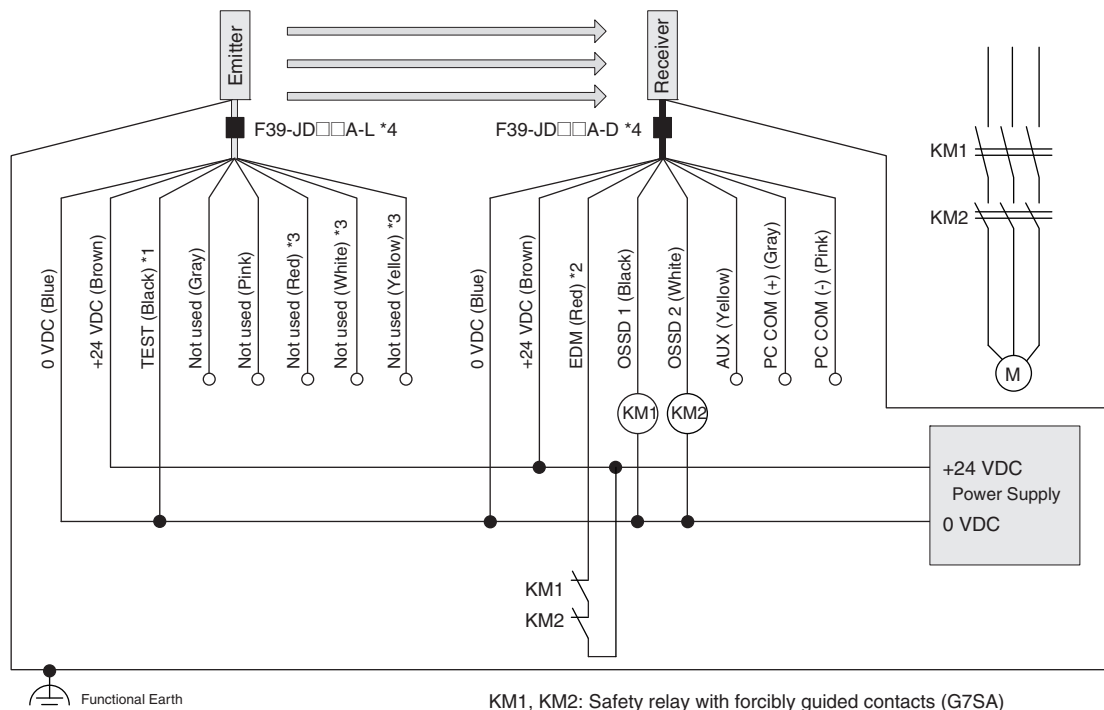 Emitter
Receiver
F39-JD□□A-L *4
F39-JD□□A-D *4
KM1
KM2
0 VDC (Blue)
+24 VDC (Brown)
TEST (Black) *1
Not used (Gray)
Not used (Pink)
Not used (Red) *3
Not used (White) *3
Not used (Yellow) *3
0 VDC (Blue)
+24 VDC (Brown)
EDM (Red) *2
OSSD 1 (Black)
OSSD 2 (White)
AUX (Yellow)
PC COM (+) (Gray)
PC COM (-) (Pink)
M
KM1
KM2
+24 VDC
Power Supply
0 VDC
KM1
KM2
Functional Earth
KM1, KM2: Safety relay with forcibly guided contacts (G7SA)